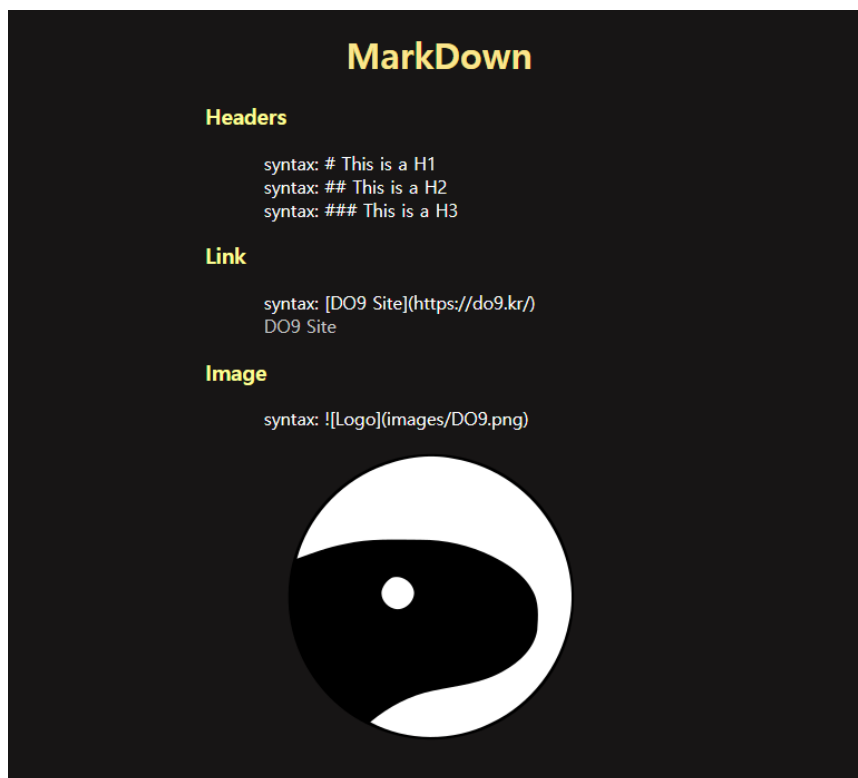 MarkDown
Headers
syntax: # This is a H1
syntax: ## This is a H2
syntax: ### This is a H3
Link
syntax: [DO9 Site](https://do9.kr/)
DO9 Site
Image
syntax: ![Logo](images/DO9.png)